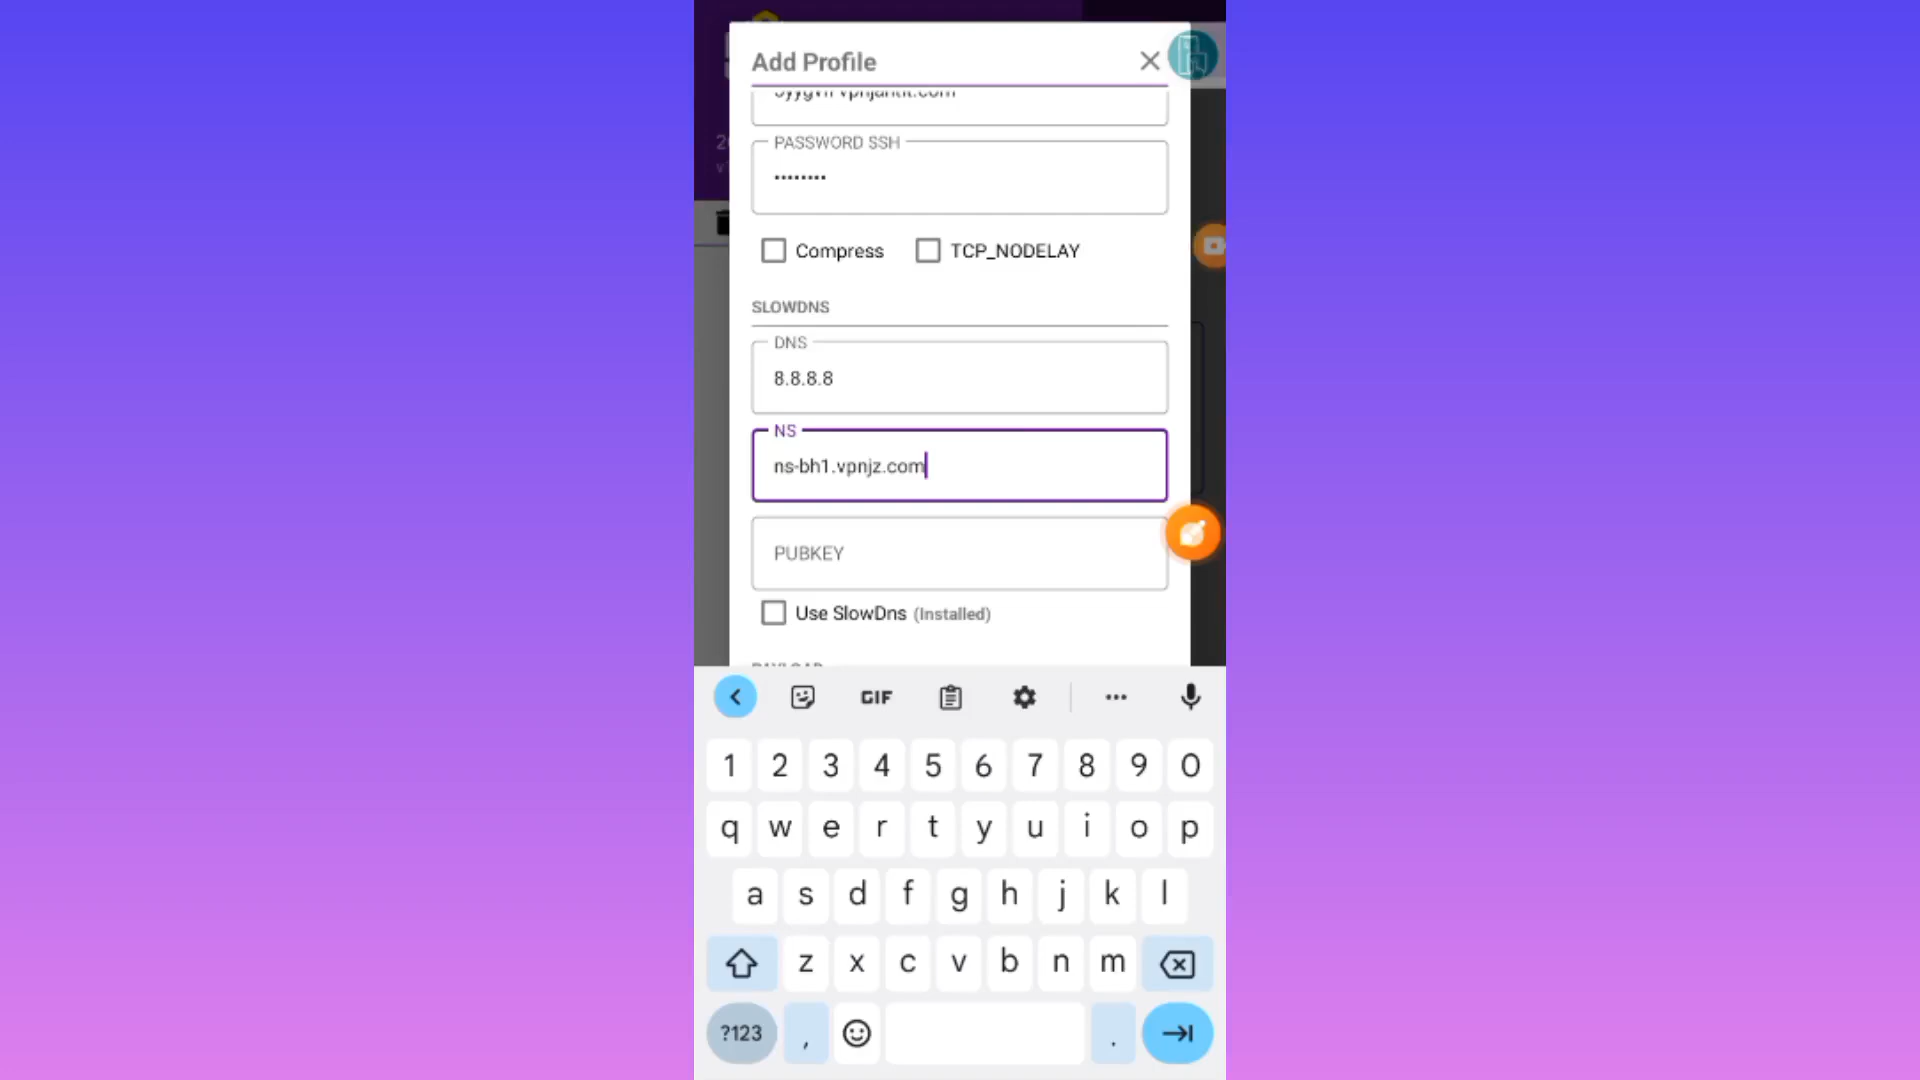 Add Profile
PASSWORD SSH
••••••••
Compress TCP_NODELAY
SLOWDNS
DNS
8.8.8.8
NS
ns-bh1.vpnjz.com
PUBKEY
Use SlowDns (Installed)
PAYLOAD
GIF
1 2 3 4 5 6 7 8 9 0
q w e r t y u i o p
a s d f g h j k l
z x c v b n m
?123 , .